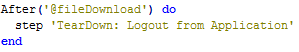 After('@fileDownload') do
step 'TearDown: Logout from Application'
end